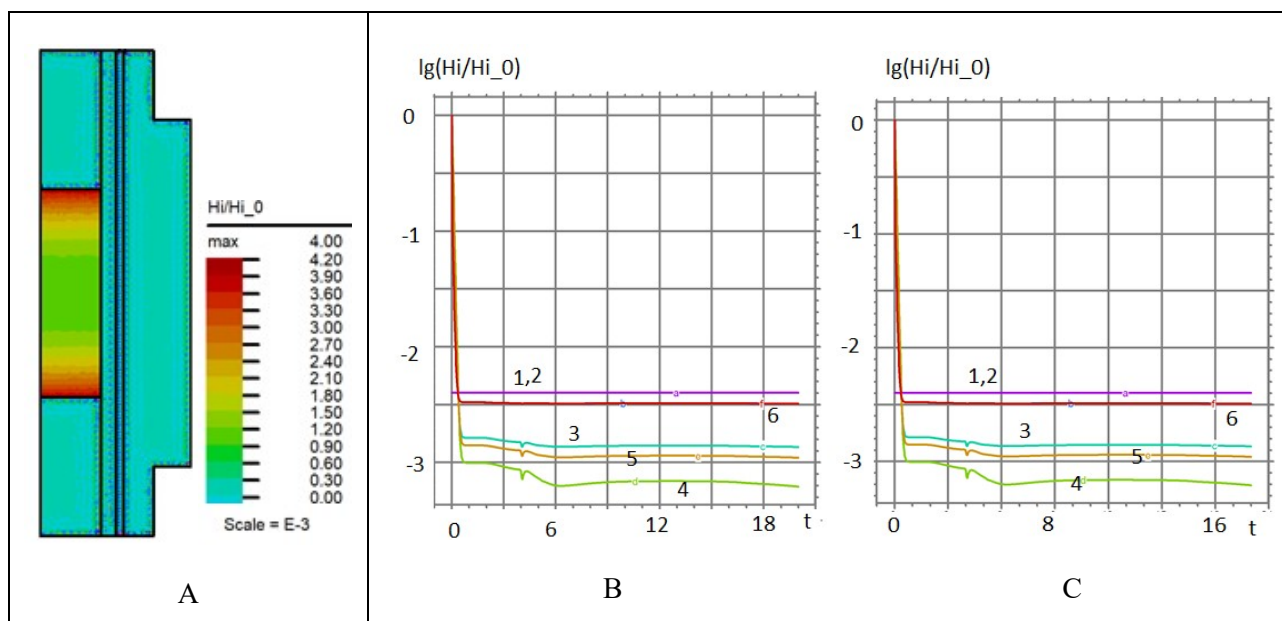 Hi/Hi_0
max 4.00
4.20
3.90
3.60
3.30
3.00
2.70
2.40
2.10
1.80
1.50
1.20
0.90
0.60
0.30
0.00
Scale = E-3
A
lg(Hi/Hi_0)
0
-1
-2
-3
1,2
a
b
f
6
3
c
5
e
d
4
0 6 12 18 t
B
lg(Hi/Hi_0)
0
-1
-2
-3
1,2
a
b
f
6
3
c
5
e
4
d
0 8 16 t
C